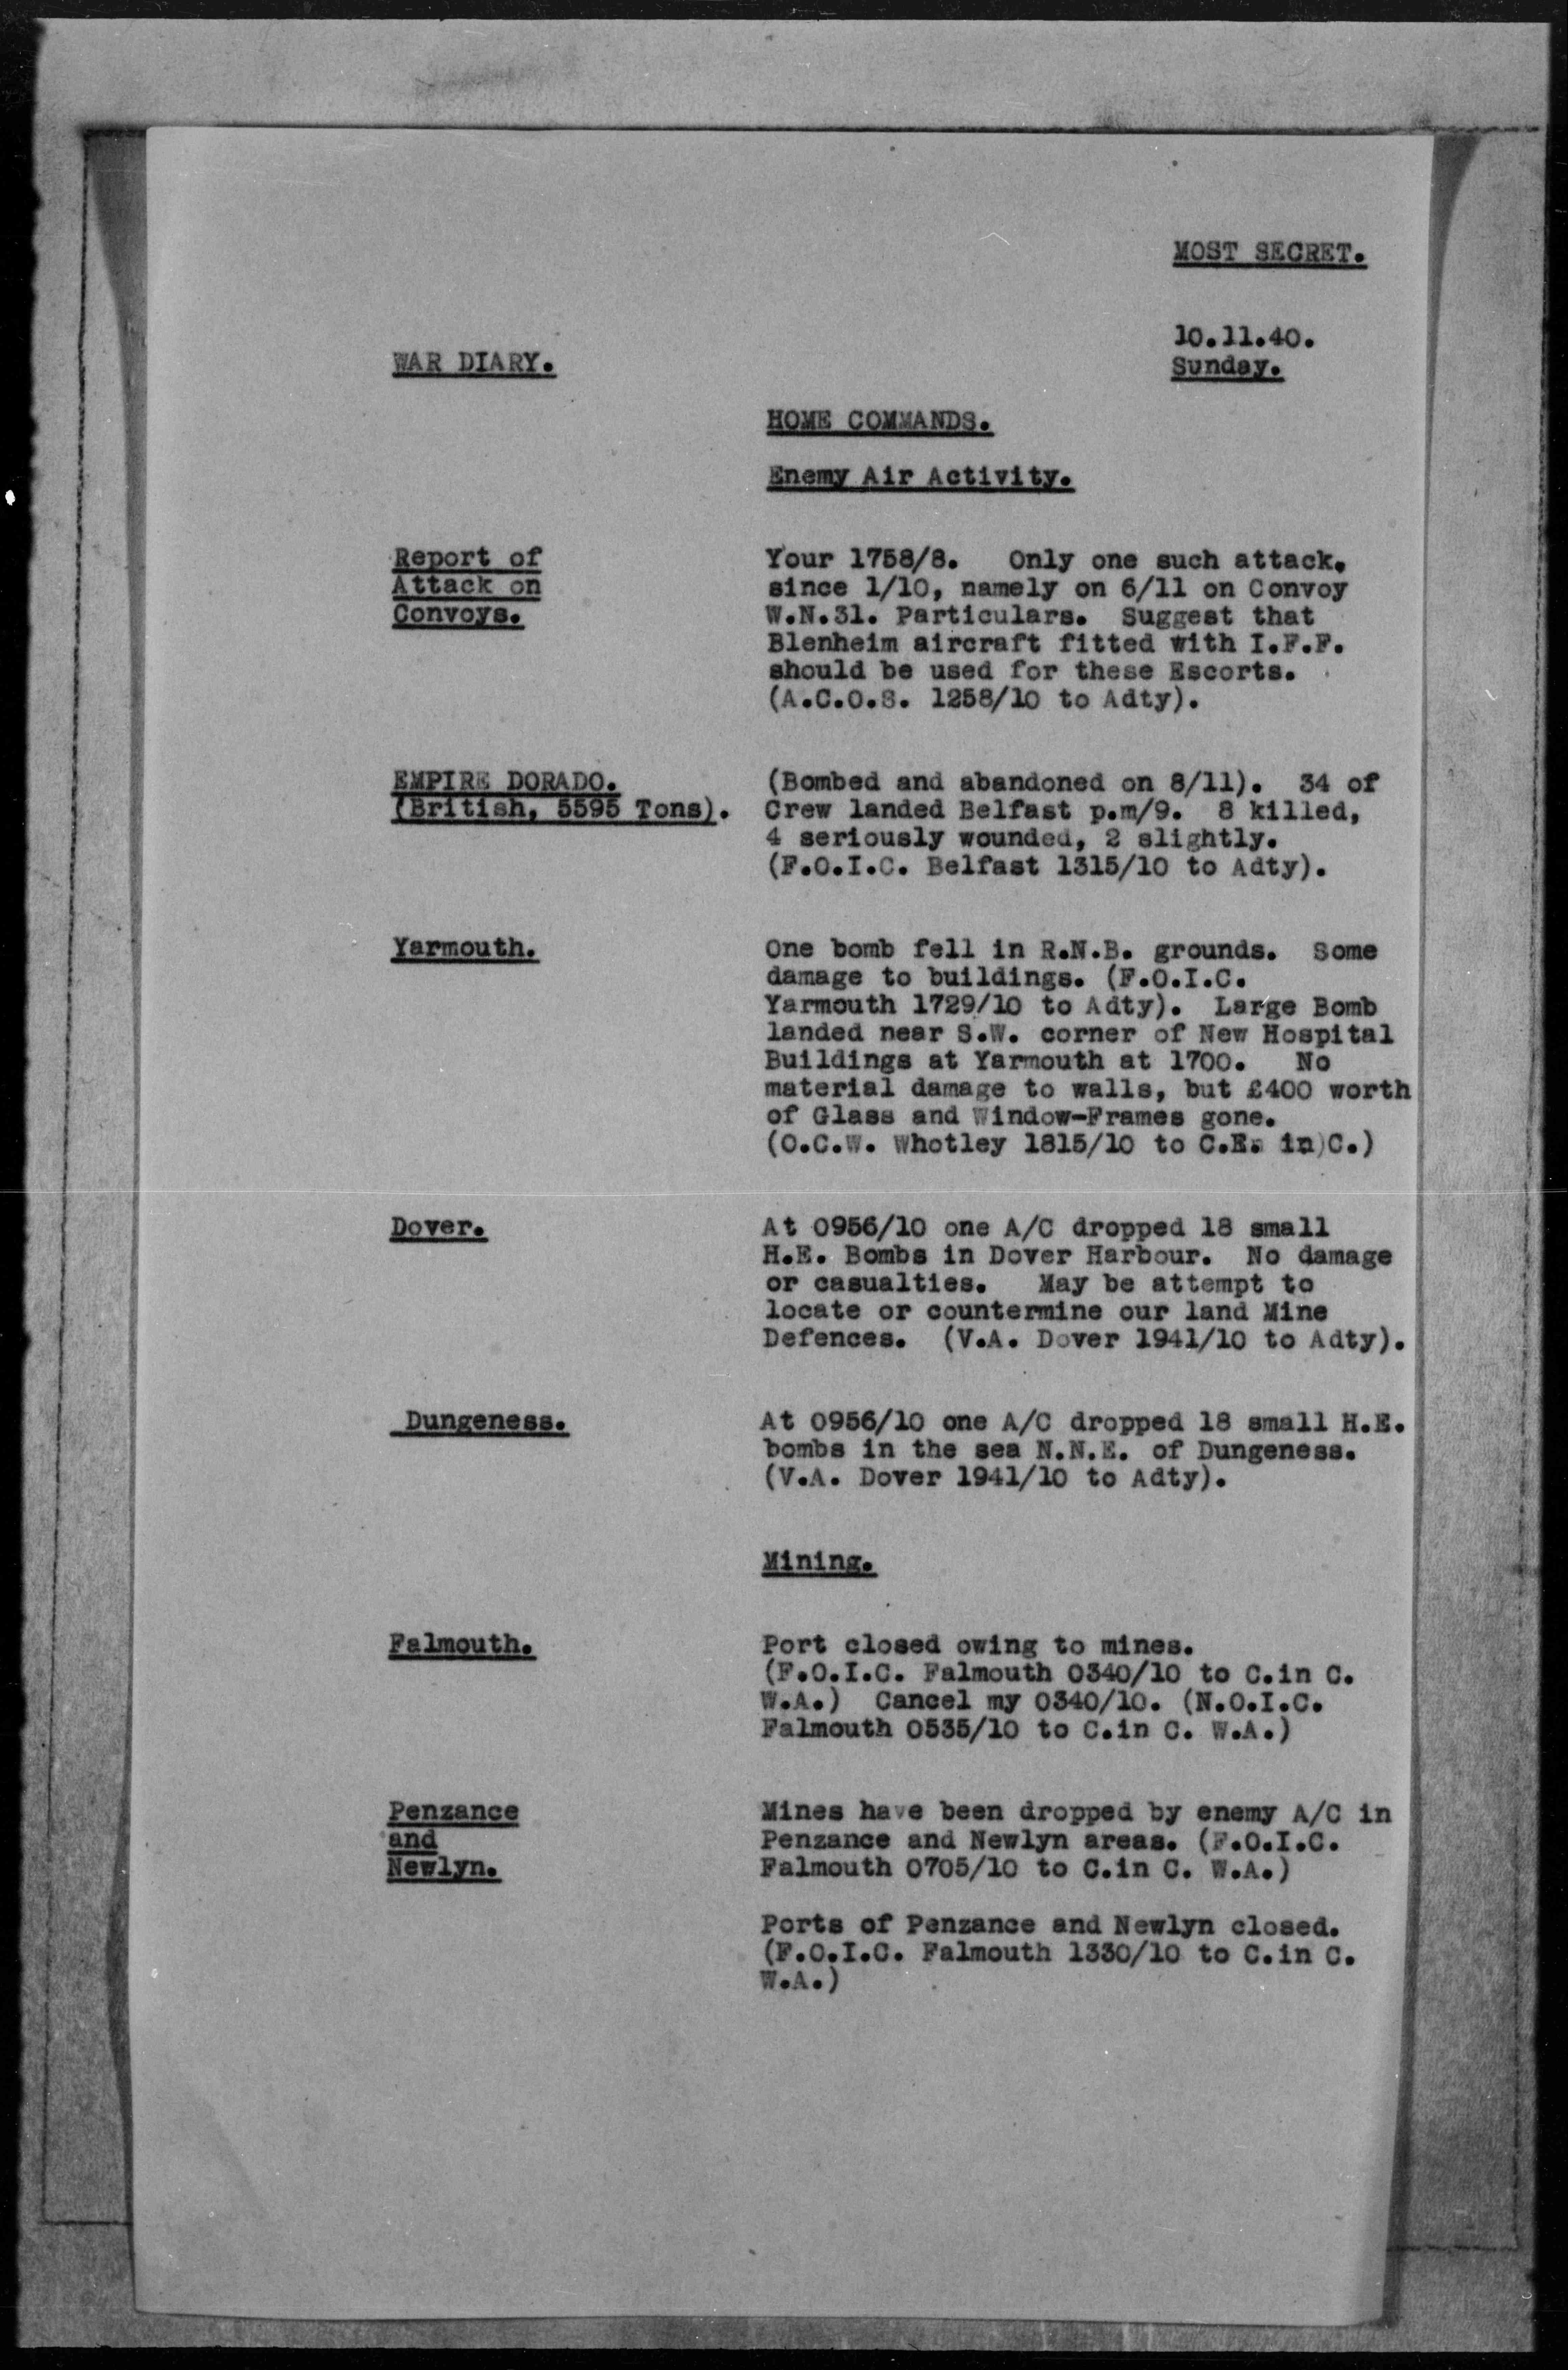 MOST SECRET.
10.11.40.
Sunday.
WAR DIARY.
HOME COMMANDS.
Enemy Air Activity.
Report of
Attack on
Convoys.
Your 1758/8. Only one such attack,
since 1/10, namely on 6/11 on Convoy
W.N.31. Particulars. Suggest that
Blenheim aircraft fitted with I.F.F.
should be used for these Escorts.
(A.C.O.S. 1258/10 to Adty).
EMPIRE DORADO.
(British, 5595 Tons).
(Bombed and abandoned on 8/11). 34 of
Crew landed Belfast p.m/9. 8 killed,
4 seriously wounded, 2 slightly.
(F.O.I.C. Belfast 1315/10 to Adty).
Yarmouth.
One bomb fell in R.N.B. grounds. Some
damage to buildings. (F.O.I.C.
Yarmouth 1729/10 to Adty). Large Bomb
landed near S.W. corner of New Hospital
Buildings at Yarmouth at 1700. No
material damage to walls, but £400 worth
of Glass and Window-Frames gone.
(O.C.W. Whotley 1815/10 to C.E. in C.)
Dover.
At 0956/10 one A/C dropped 18 small
H.E. Bombs in Dover Harbour. No damage
or casualties. May be attempt to
locate or countermine our land Mine
Defences. (V.A. Dover 1941/10 to Adty).
Dungeness.
At 0956/10 one A/C dropped 18 small H.E.
bombs in the sea N.N.E. of Dungeness.
(V.A. Dover 1941/10 to Adty).
Mining.
Falmouth.
Port closed owing to mines.
(F.O.I.C. Falmouth 0340/10 to C.in C.
W.A.) Cancel my 0340/10. (N.O.I.C.
Falmouth 0535/10 to C.in C. W.A.)
Penzance
and
Newlyn.
Mines have been dropped by enemy A/C in
Penzance and Newlyn areas. (F.O.I.C.
Falmouth 0705/10 to C.in C. W.A.)
Ports of Penzance and Newlyn closed.
(F.O.I.C. Falmouth 1330/10 to C.in C.
W.A.)